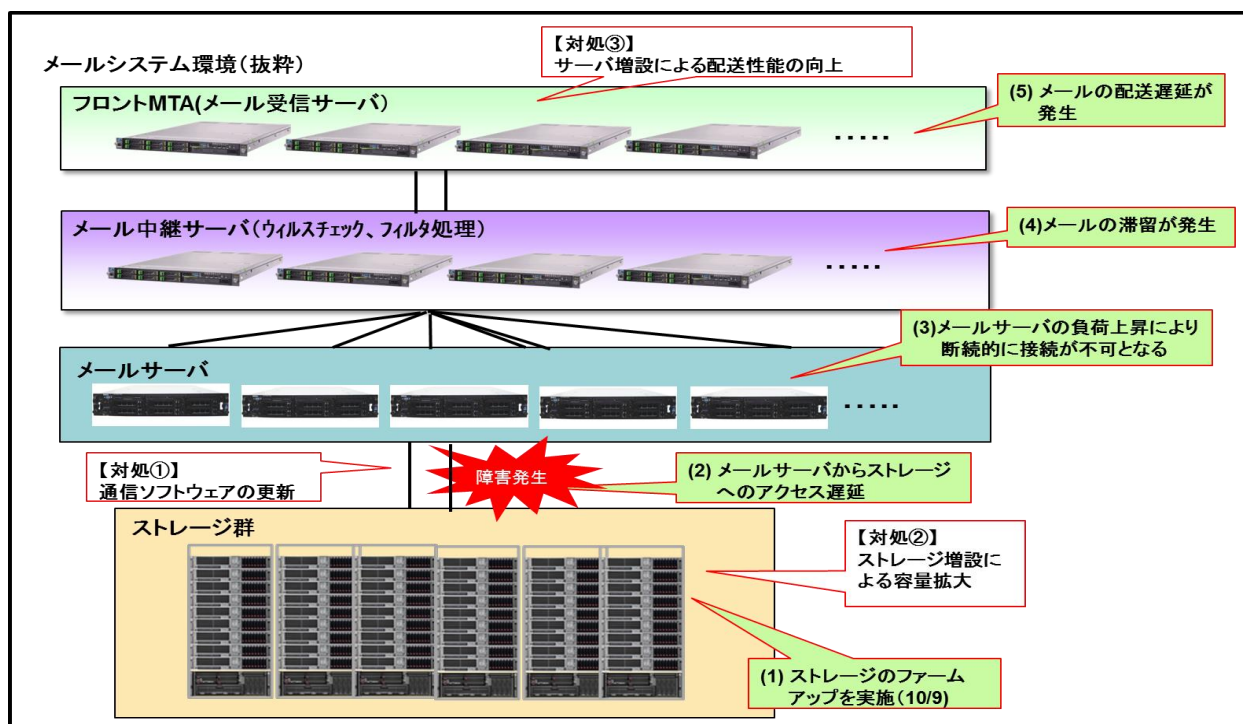 【対処③】
サーバ増設による配送性能の向上
メールシステム環境(抜粋)
フロントMTA(メール受信サーバ)
(5) メールの配送遅延が
発生
・・・・・
メール中継サーバ(ウィルスチェック、フィルタ処理)
(4)メールの滞留が発生
・・・・・
(3)メールサーバの負荷上昇により
断続的に接続が不可となる
メールサーバ
・・・・・
【対処①】
通信ソフトウェアの更新
障害発生
(2) メールサーバからストレージ
へのアクセス遅延
ストレージ群
【対処②】
ストレージ増設に
よる容量拡大
(1) ストレージのファーム
アップを実施(10/9)